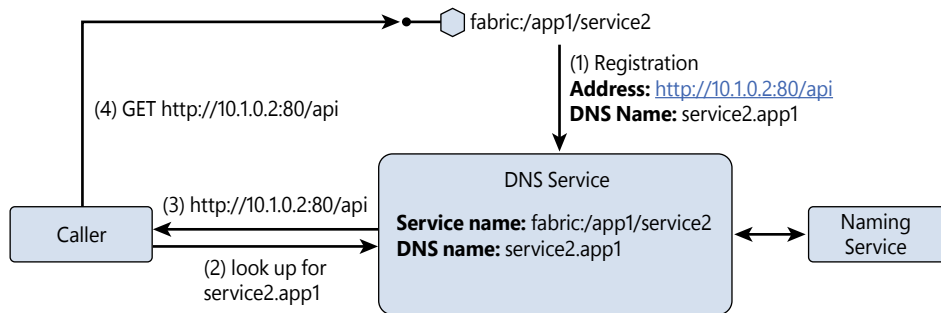 fabric:/app1/service2
(1) Registration
Address: http://10.1.0.2:80/api
DNS Name: service2.app1
(4) GET http://10.1.0.2:80/api
DNS Service
Service name: fabric:/app1/service2
DNS name: service2.app1
(3) http://10.1.0.2:80/api
Caller
(2) look up for
service2.app1
Naming
Service